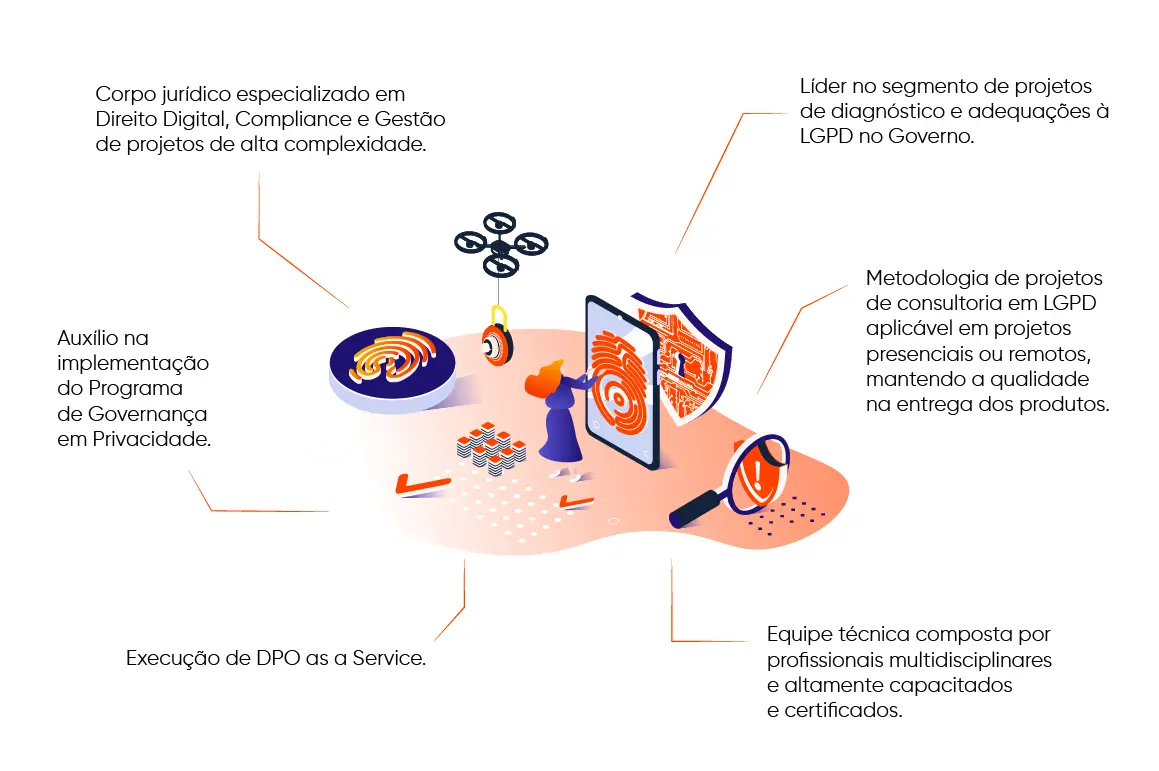 Corpo jurídico especializado em
Direito Digital, Compliance e Gestão
de projetos de alta complexidade.
Líder no segmento de projetos
de diagnóstico e adequações à
LGPD no Governo.
Metodologia de projetos
de consultoria em LGPD
aplicável em projetos
presenciais ou remotos,
mantendo a qualidade
na entrega dos produtos.
Auxílio na
implementação
do Programa
de Governança
em Privacidade.
Execução de DPO as a Service.
Equipe técnica composta por
profissionais multidisciplinares
e altamente capacitados
e certificados.